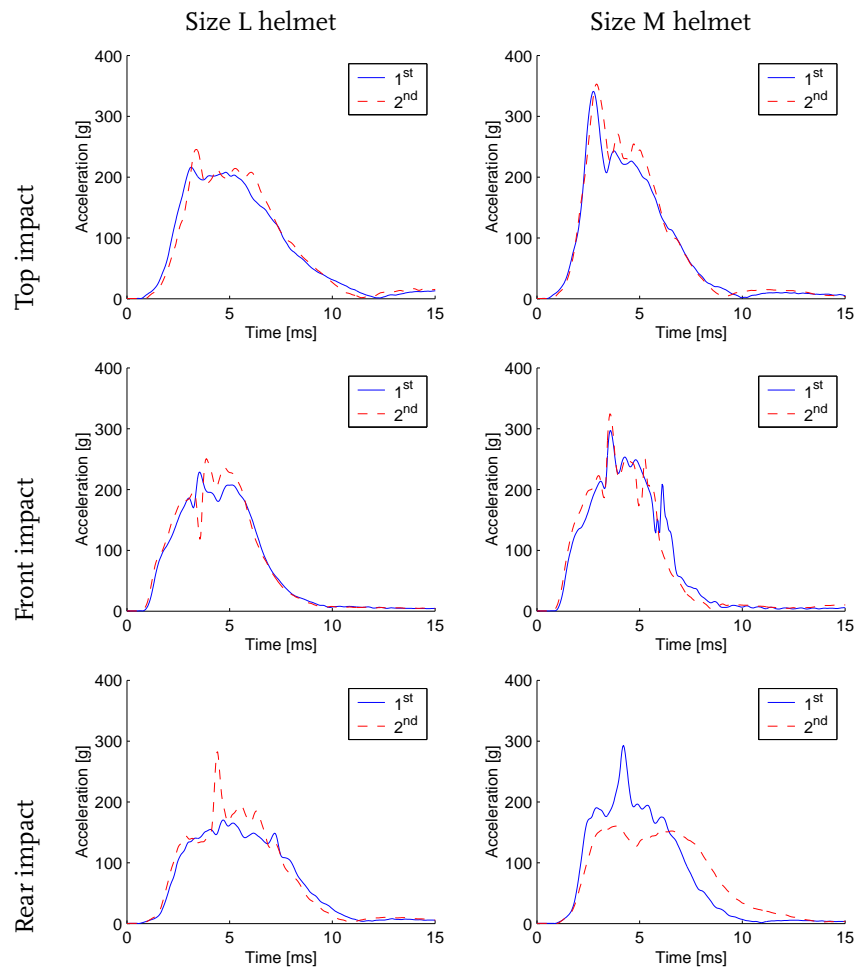 Size L helmet
Size M helmet
Top impact
400
300
200
100
0
Acceleration [g]
0 5 10 15
Time [ms]
1st
2nd
400
300
200
100
0
Acceleration [g]
0 5 10 15
Time [ms]
1st
2nd
Front impact
400
300
200
100
0
Acceleration [g]
0 5 10 15
Time [ms]
1st
2nd
400
300
200
100
0
Acceleration [g]
0 5 10 15
Time [ms]
1st
2nd
Rear impact
400
300
200
100
0
Acceleration [g]
0 5 10 15
Time [ms]
1st
2nd
400
300
200
100
0
Acceleration [g]
0 5 10 15
Time [ms]
1st
2nd